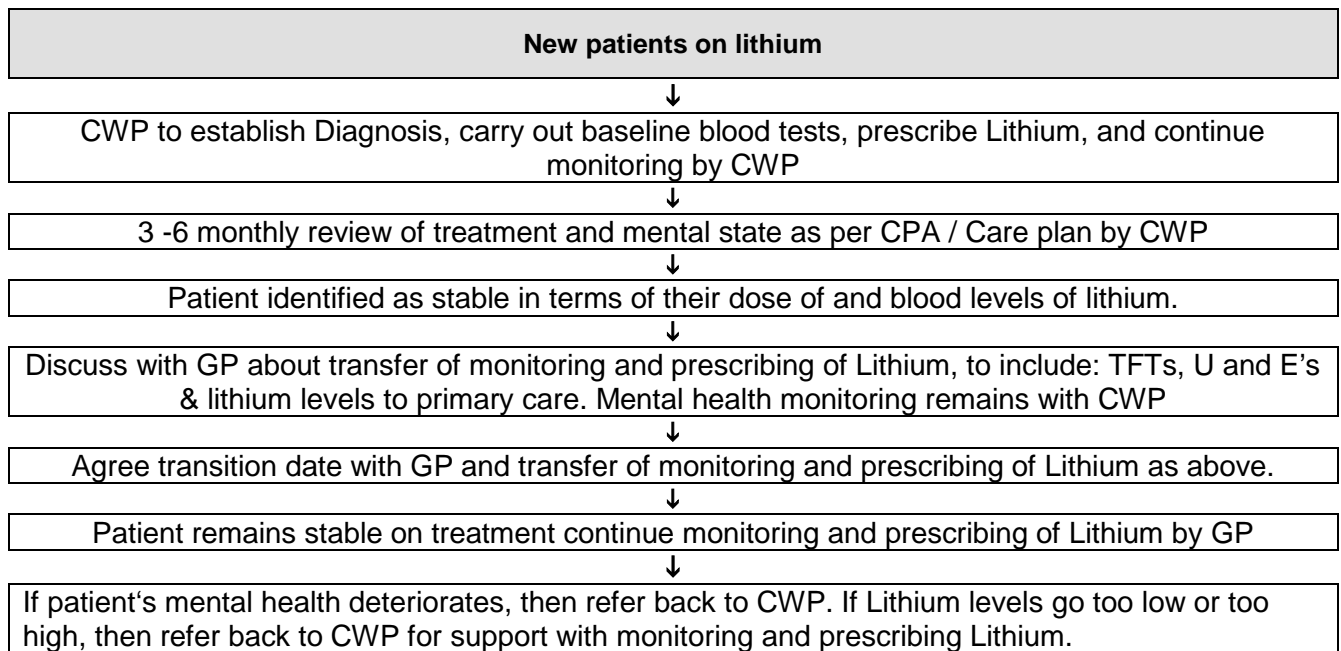 New patients on lithium
CWP to establish Diagnosis, carry out baseline blood tests, prescribe Lithium, and continue
monitoring by CWP
3 -6 monthly review of treatment and mental state as per CPA / Care plan by CWP
Patient identified as stable in terms of their dose of and blood levels of lithium.
Discuss with GP about transfer of monitoring and prescribing of Lithium, to include: TFTs, U and E’s
& lithium levels to primary care. Mental health monitoring remains with CWP
Agree transition date with GP and transfer of monitoring and prescribing of Lithium as above.
Patient remains stable on treatment continue monitoring and prescribing of Lithium by GP
If patient‘s mental health deteriorates, then refer back to CWP. If Lithium levels go too low or too
high, then refer back to CWP for support with monitoring and prescribing Lithium.